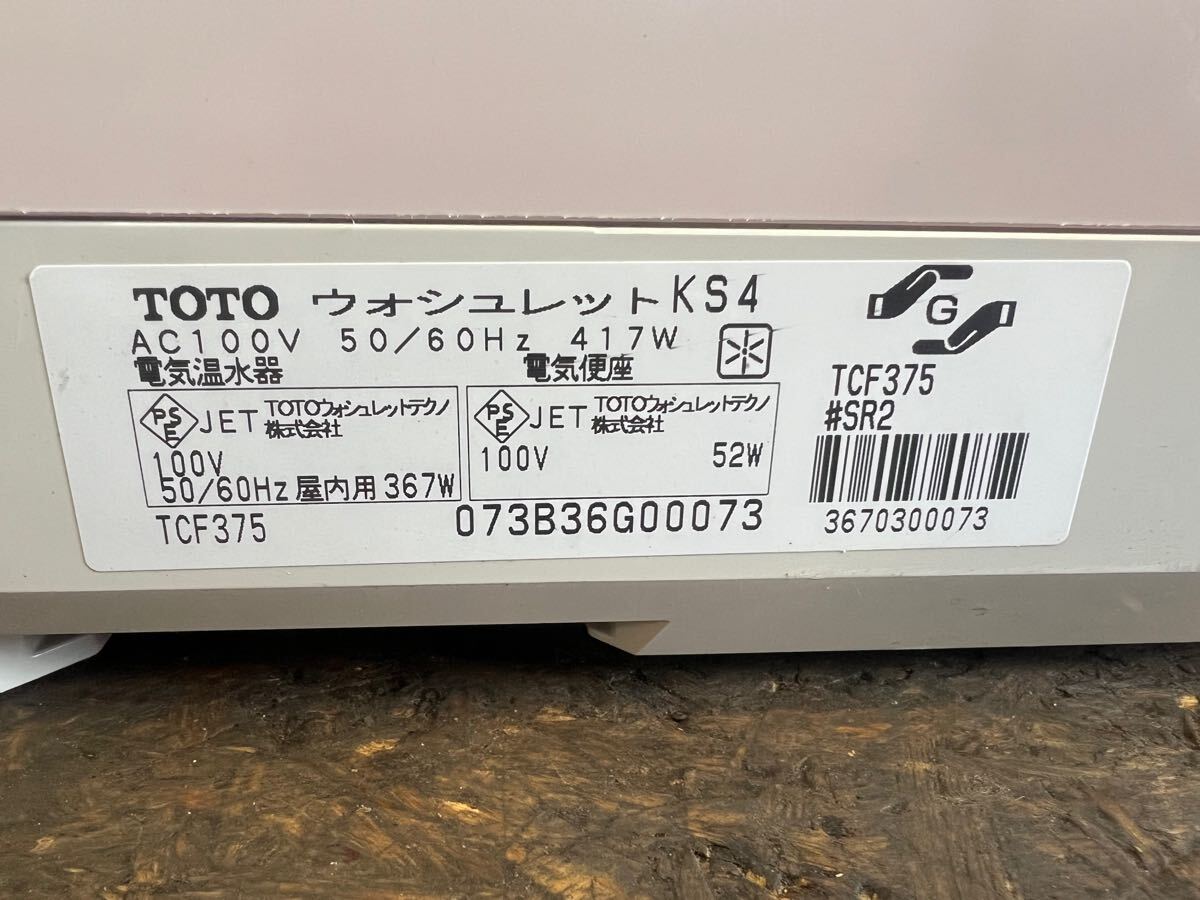 TOTO ウォシュレットKS4
AC100V 50/60Hz 417W
電気温水器
電気便座
PSE JET TOTOウォシュレットテクノ
株式会社
100V
50/60Hz 屋内用 367W
PSE JET TOTOウォシュレットテクノ
株式会社
100V 52W
TCF375
073B36G00073
G
TCF375
#SR2
3670300073